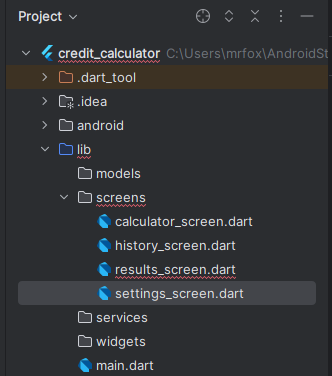 Project
credit_calculator C:\Users\mrfox\AndroidSt
.dart_tool
.idea
android
lib
models
screens
calculator_screen.dart
history_screen.dart
results_screen.dart
settings_screen.dart
services
widgets
main.dart